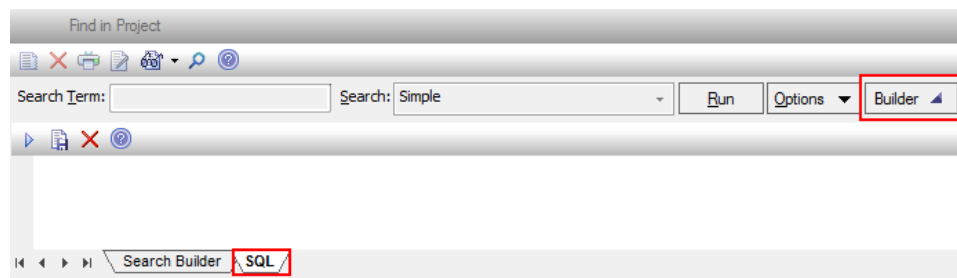 Find in Project
Search Term: Search: Simple Run Options Builder
Search Builder SQL